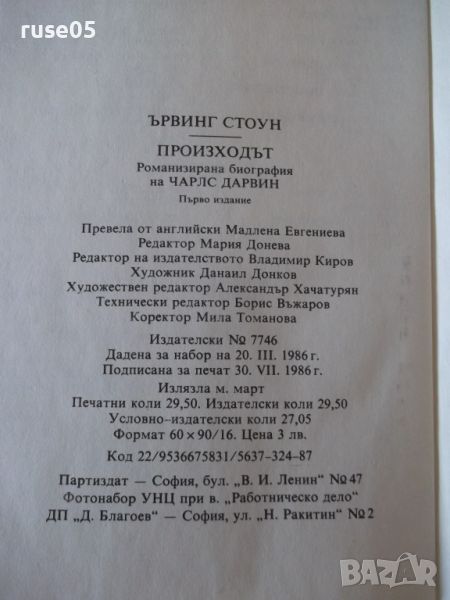 ruse05
ЪРВИНГ СТОУН
ПРОИЗХОДЪТ
Романизирана биография
на ЧАРЛС ДАРВИН
Първо издание
Превела от английски Мадлена Евгениева
Редактор Мария Донева
Редактор на издателството Владимир Киров
Художник Данаил Донков
Художествен редактор Александър Хачатурян
Технически редактор Борис Въжаров
Коректор Мила Томанова
Издателски № 7746
Дадена за набор на 20. III. 1986 г.
Подписана за печат 30. VII. 1986 г.
Излязла м. март
Печатни коли 29,50. Издателски коли 29,50
Условно-издателски коли 27,05
Формат 60 × 90/16. Цена 3 лв.
Код 22/9536675831/5637-324-87
Партиздат — София, бул. „В. И. Ленин" № 47
Фотонабор УНЦ при в. „Работническо дело"
ДП „Д. Благоев" — София, ул. „Н. Ракитин" № 2
BAZAR